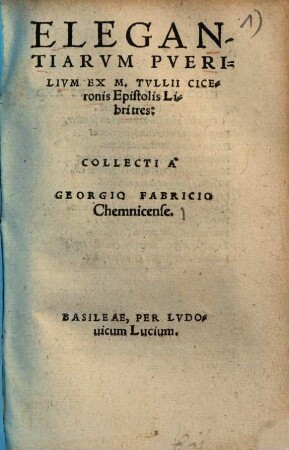 1)
ELEGAN-
TIARVM PVERI-
LIVM EX M. TVLLII CICE-
ronis Epistolis Li-
bri tres:
COLLECTI A
GEORGIO FABRICIO
Chemnicense.
BASILEAE, PER LVDO-
uicum Lucium.